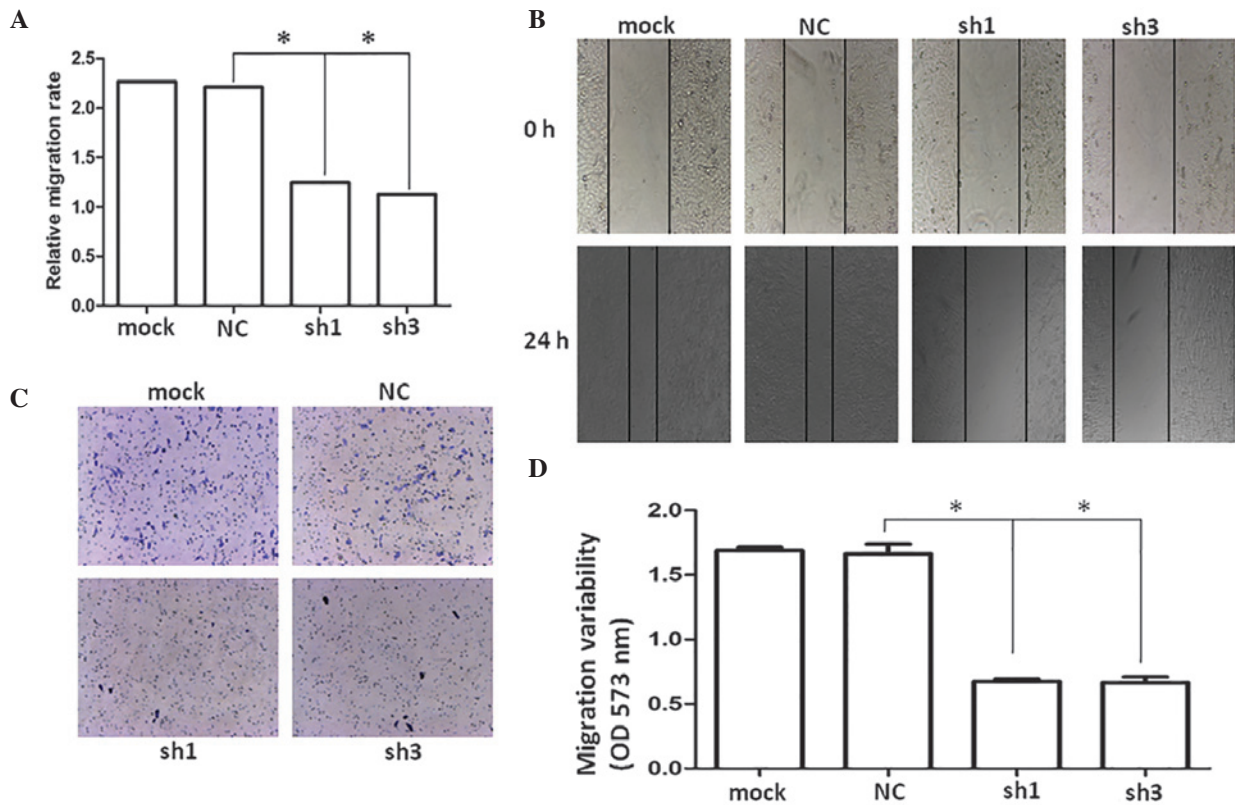 A
* *
2.5
2.0
1.5
1.0
0.5
0.0
Relative migration rate
mock NC sh1 sh3
B
mock NC sh1 sh3
0 h
24 h
C
mock NC
sh1 sh3
D
* *
2.0
1.5
1.0
0.5
0.0
Migration variability
(OD 573 nm)
mock NC sh1 sh3